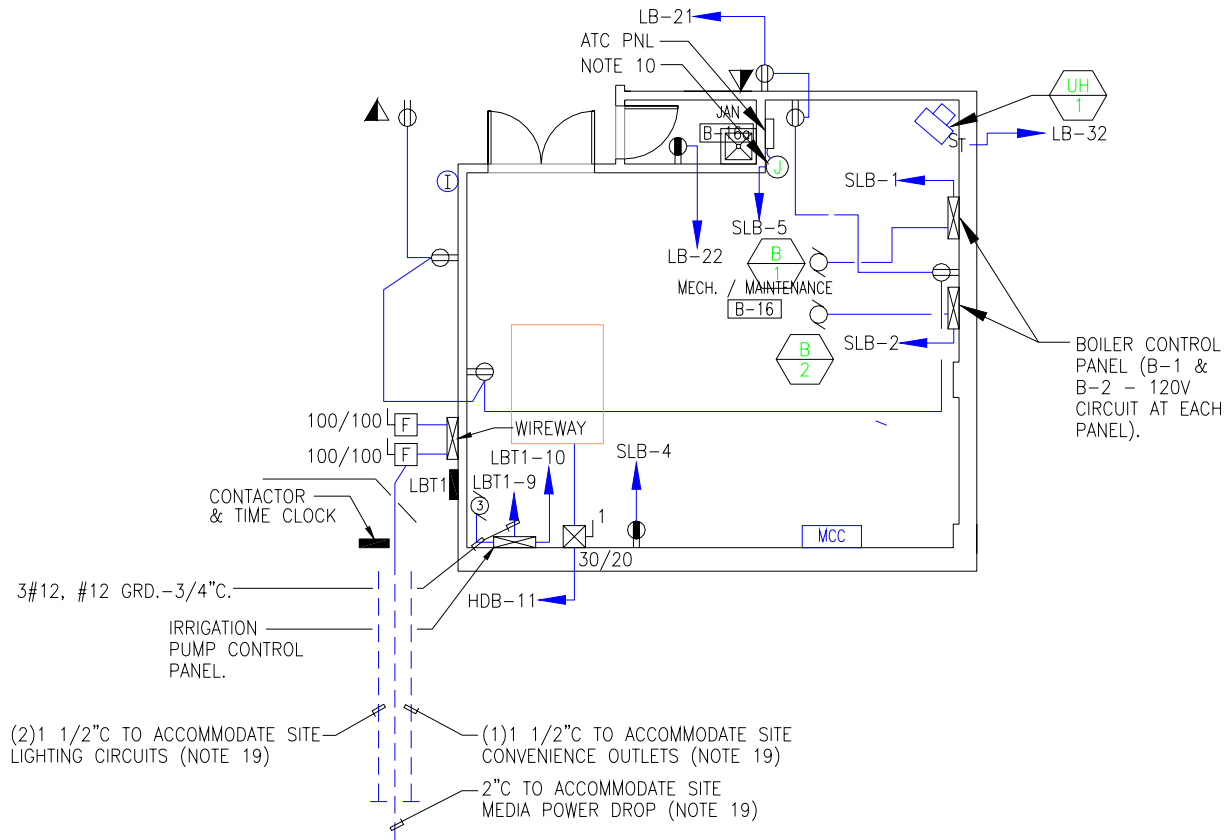 LB-21
ATC PNL
NOTE 10
UH
1
JAN
B-16a
S
T
LB-32
J
I
SLB-1
SLB-5
LB-22
B
1
MECH. / MAINTENANCE
B-16
SLB-2
B
2
BOILER CONTROL
PANEL (B-1 &
B-2 - 120V
CIRCUIT AT EACH
PANEL).
100/100
F
WIREWAY
100/100
F
LBT1-10
SLB-4
LBT1
LBT1-9
CONTACTOR
& TIME CLOCK
3
1
MCC
30/20
3#12, #12 GRD.-3/4"C.
HDB-11
IRRIGATION
PUMP CONTROL
PANEL.
(2)1 1/2"C TO ACCOMMODATE SITE
LIGHTING CIRCUITS (NOTE 19)
(1)1 1/2"C TO ACCOMMODATE SITE
CONVENIENCE OUTLETS (NOTE 19)
2"C TO ACCOMMODATE SITE
MEDIA POWER DROP (NOTE 19)